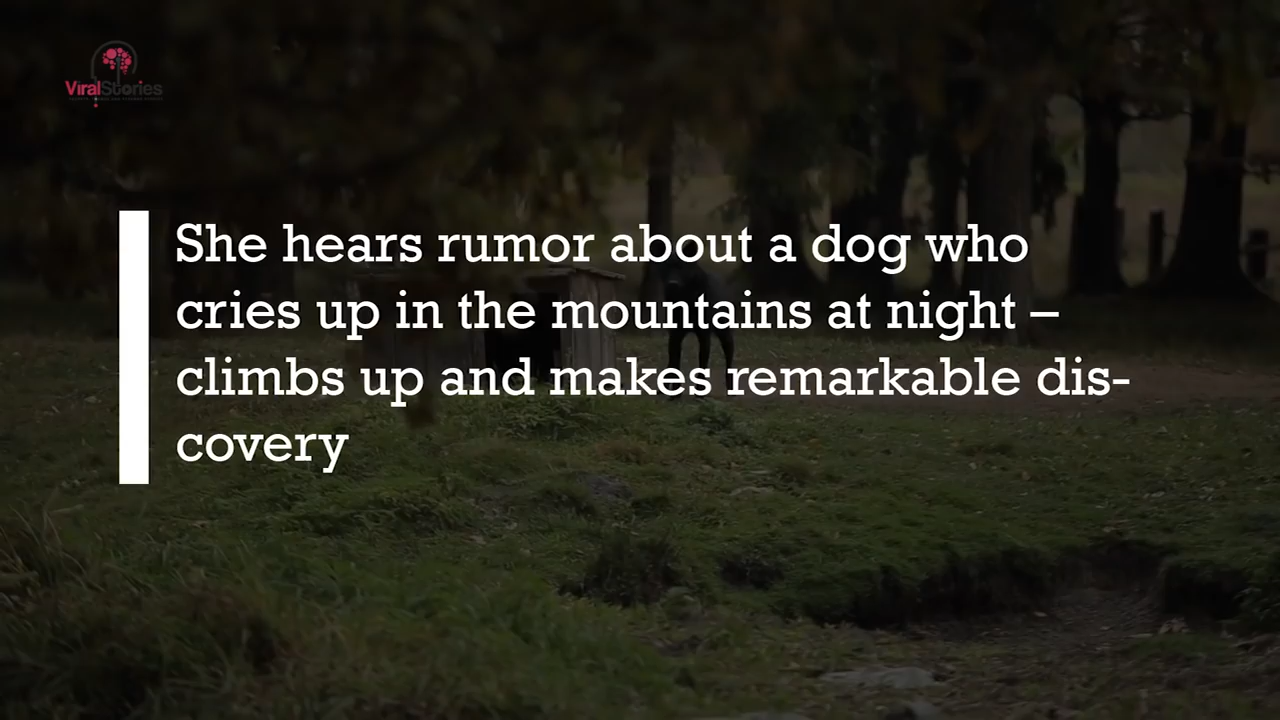 ViralStories
She hears rumor about a dog who
cries up in the mountains at night –
climbs up and makes remarkable dis-
covery